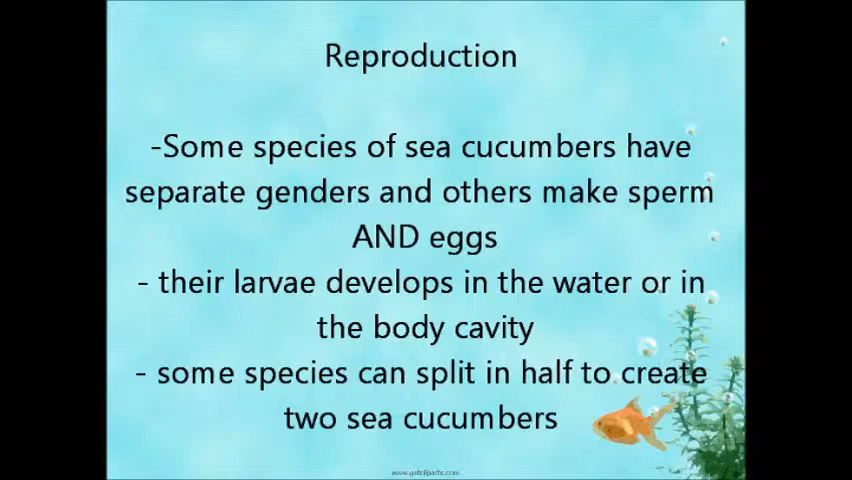 Reproduction
-Some species of sea cucumbers have
separate genders and others make sperm
AND eggs
- their larvae develops in the water or in
the body cavity
- some species can split in half to create
two sea cucumbers